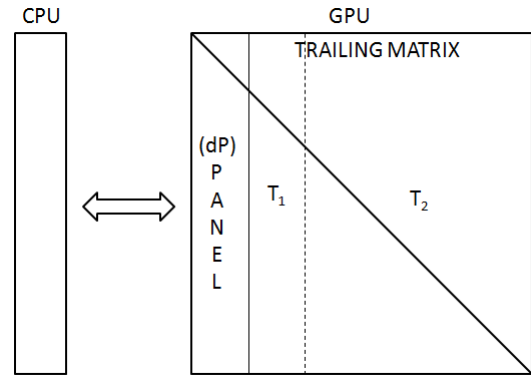 CPU
GPU
TRAILING MATRIX
(dP)
P
A
N
E
L
T1
T2